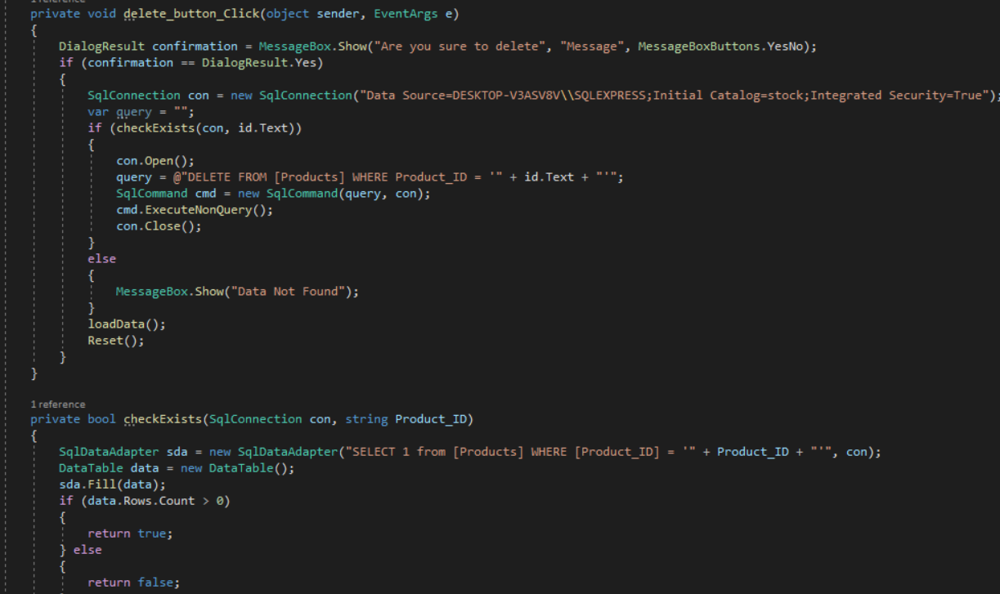 1 reference
private void delete_button_Click(object sender, EventArgs e)
{
DialogResult confirmation = MessageBox.Show("Are you sure to delete", "Message", MessageBoxButtons.YesNo);
if (confirmation == DialogResult.Yes)
{
SqlConnection con = new SqlConnection("Data Source=DESKTOP-V3ASV8V\\SQLEXPRESS;Initial Catalog=stock;Integrated Security=True");
var query = "";
if (checkExists(con, id.Text))
{
con.Open();
query = @"DELETE FROM [Products] WHERE Product_ID = '" + id.Text + "'";
SqlCommand cmd = new SqlCommand(query, con);
cmd.ExecuteNonQuery();
con.Close();
}
else
{
MessageBox.Show("Data Not Found");
}
loadData();
Reset();
}
}
1 reference
private bool checkExists(SqlConnection con, string Product_ID)
{
SqlDataAdapter sda = new SqlDataAdapter("SELECT 1 from [Products] WHERE [Product_ID] = '" + Product_ID + "'", con);
DataTable data = new DataTable();
sda.Fill(data);
if (data.Rows.Count > 0)
{
return true;
} else
{
return false;